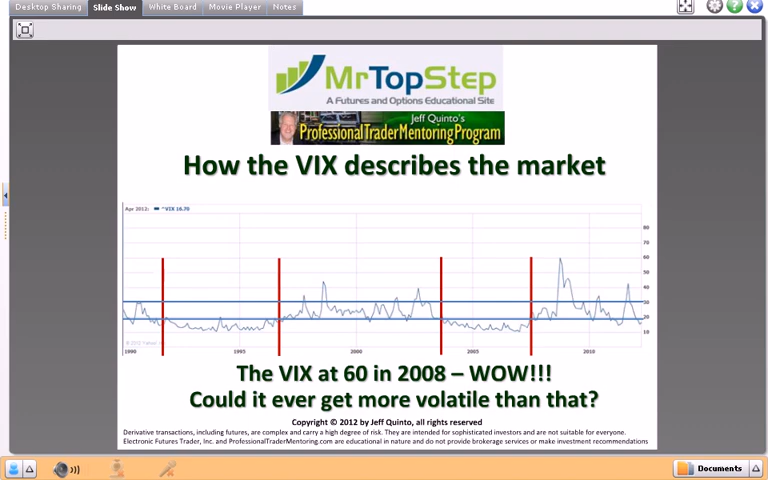 Desktop Sharing
Slide Show
White Board
Movie Player
Notes
MrTopStep
A Futures and Options Educational Site
Jeff Quinto's
ProfessionalTraderMentoringProgram
How the VIX describes the market
Apr 2012: ^VIX 16.70
80
70
60
50
40
30
20
10
© 2012 Yahoo!
1990 1995 2000 2005 2010
The VIX at 60 in 2008 – WOW!!!
Could it ever get more volatile than that?
Copyright © 2012 by Jeff Quinto, all rights reserved
Derivative transactions, including futures, are complex and carry a high degree of risk. They are intended for sophisticated investors and are not suitable for everyone.
Electronic Futures Trader, Inc. and ProfessionalTraderMentoring.com are educational in nature and do not provide brokerage services or make investment recommendations
Documents